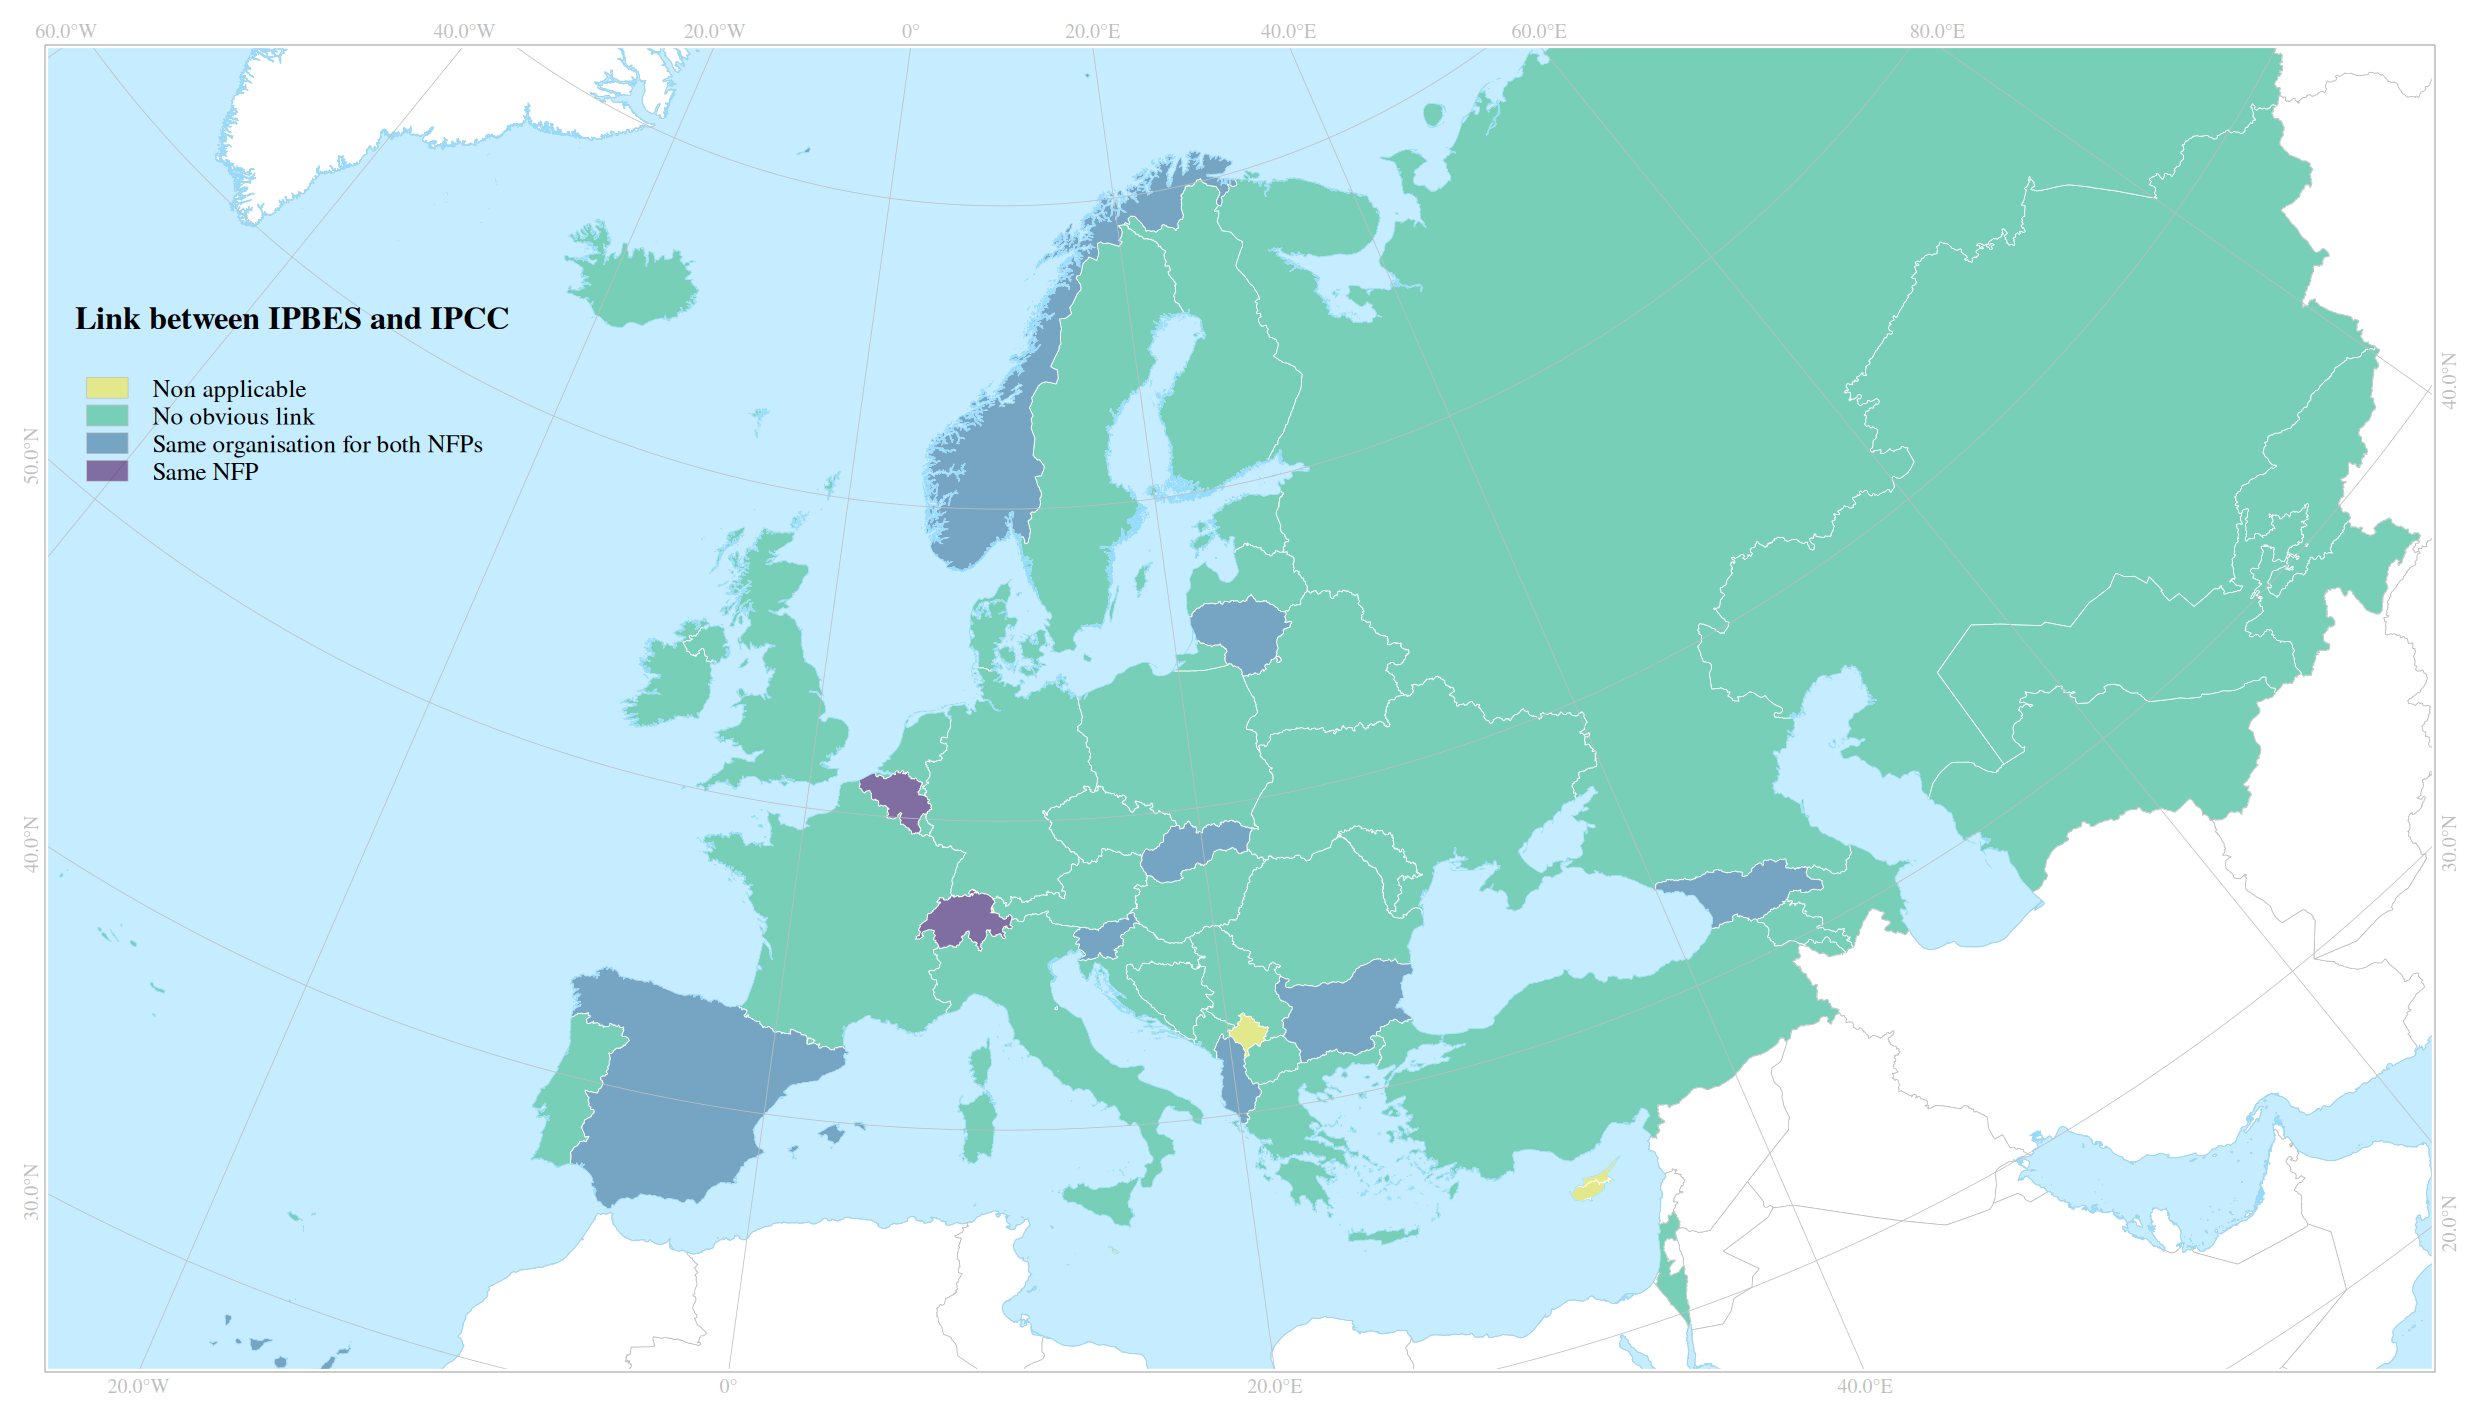 60.0°W 40.0°W 20.0°W 0° 20.0°E 40.0°E 60.0°E 80.0°E
Link between IPBES and IPCC
Non applicable
No obvious link
Same organisation for both NFPs
Same NFP
50.0°N
40.0°N
30.0°N
40.0°N
30.0°N
20.0°N
20.0°W 0° 20.0°E 40.0°E